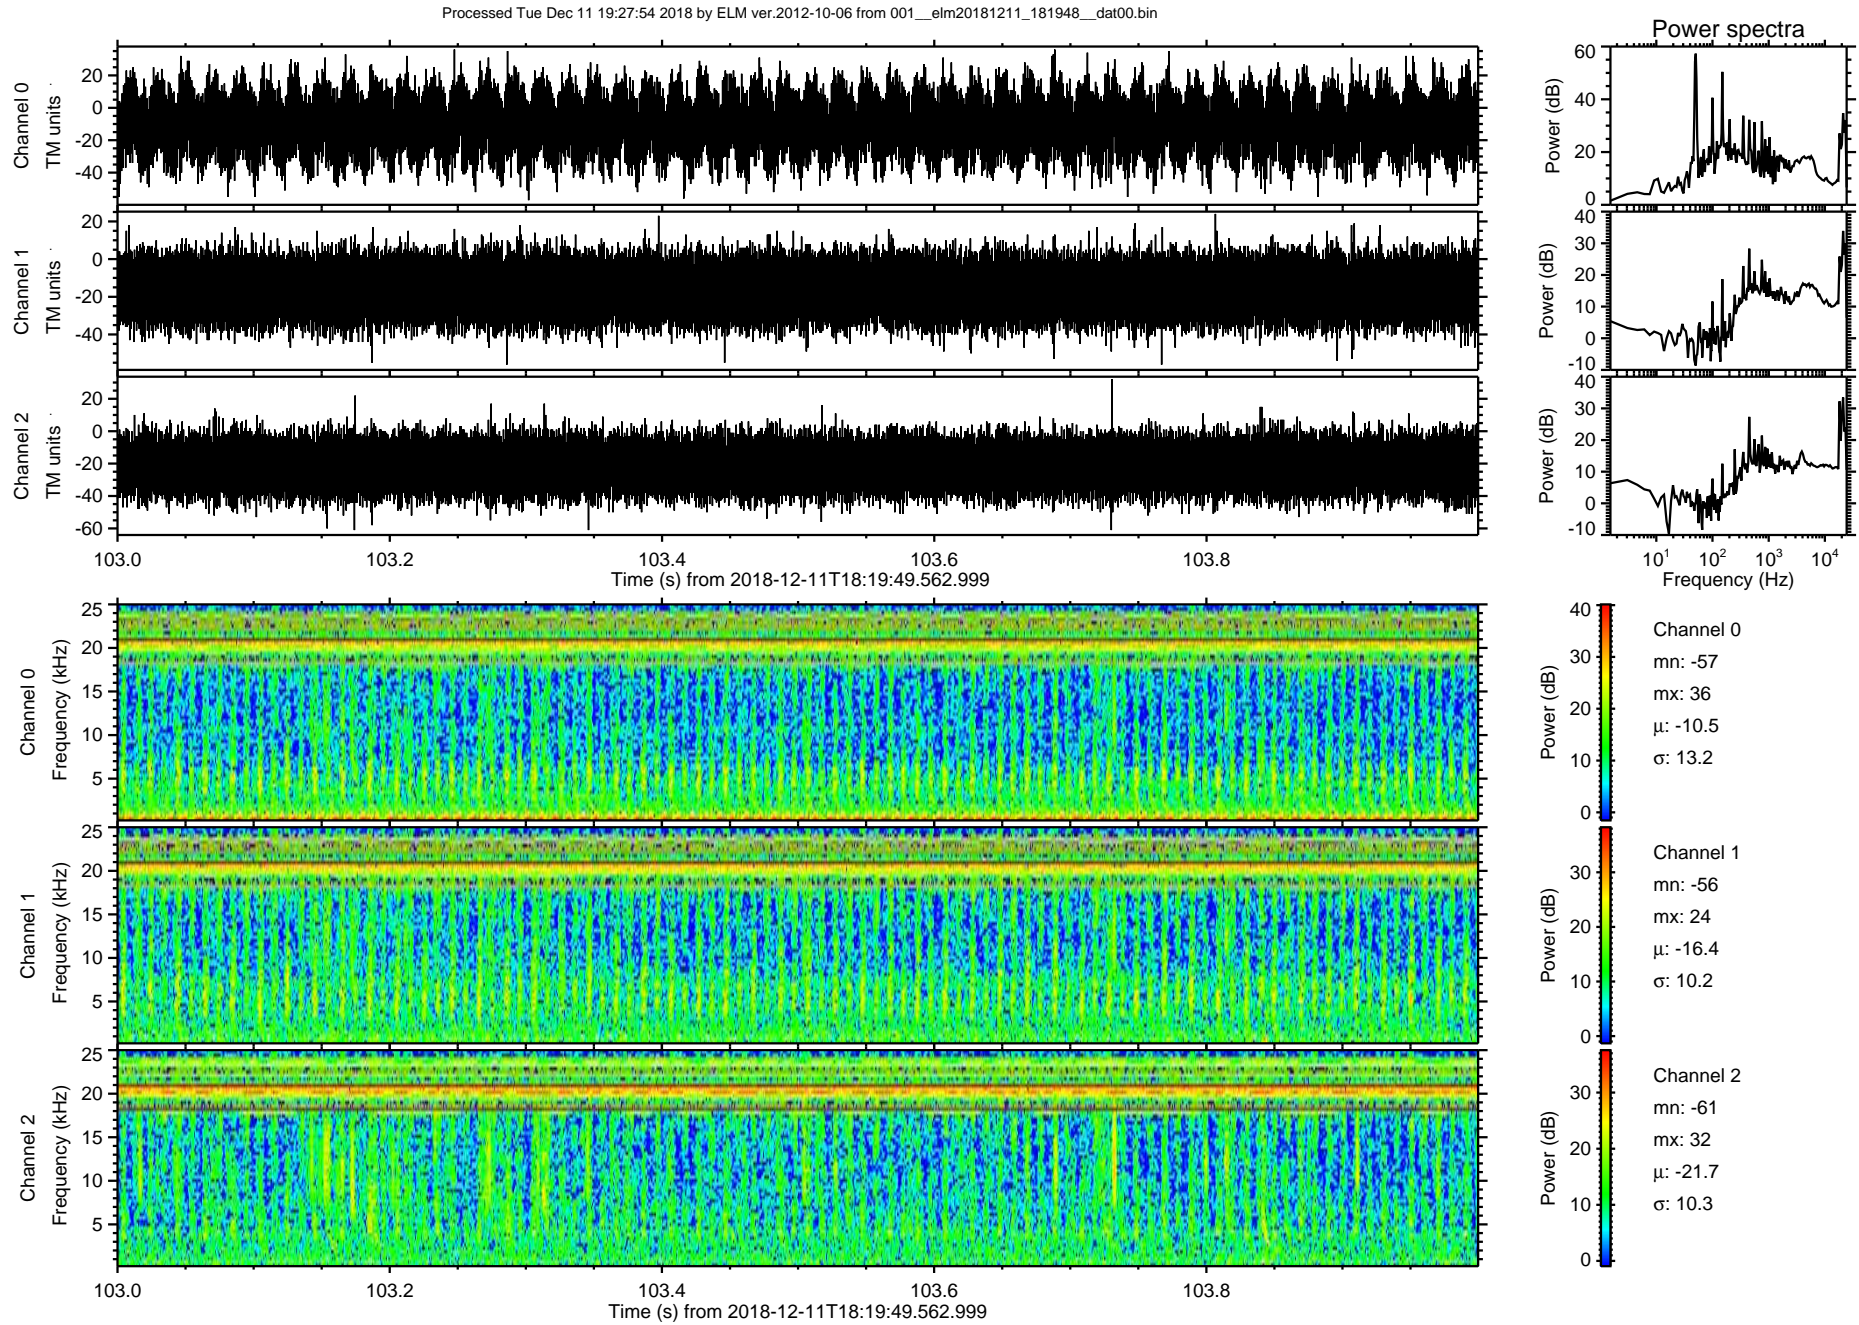 Processed Tue Dec 11 19:27:54 2018 by ELM ver.2012-10-06 from 001__elm20181211_181948__dat00.bin
Power spectra
Channel 0
TM units
20
0
-20
-40
Power (dB)
60
40
20
0
Channel 1
TM units
20
0
-20
-40
Power (dB)
40
30
20
10
0
-10
Channel 2
TM units
20
0
-20
-40
-60
Power (dB)
40
30
20
10
0
-10
103.0 103.2 103.4 103.6 103.8
Time (s) from 2018-12-11T18:19:49.562.999
10^1 10^2 10^3 10^4
Frequency (Hz)
Channel 0
Frequency (kHz)
25
20
15
10
5
Power (dB)
40
30
20
10
0
Channel 0
mn: -57
mx: 36
μ: -10.5
σ: 13.2
Channel 1
Frequency (kHz)
25
20
15
10
5
Power (dB)
30
20
10
0
Channel 1
mn: -56
mx: 24
μ: -16.4
σ: 10.2
Channel 2
Frequency (kHz)
25
20
15
10
5
Power (dB)
30
20
10
0
Channel 2
mn: -61
mx: 32
μ: -21.7
σ: 10.3
103.0 103.2 103.4 103.6 103.8
Time (s) from 2018-12-11T18:19:49.562.999